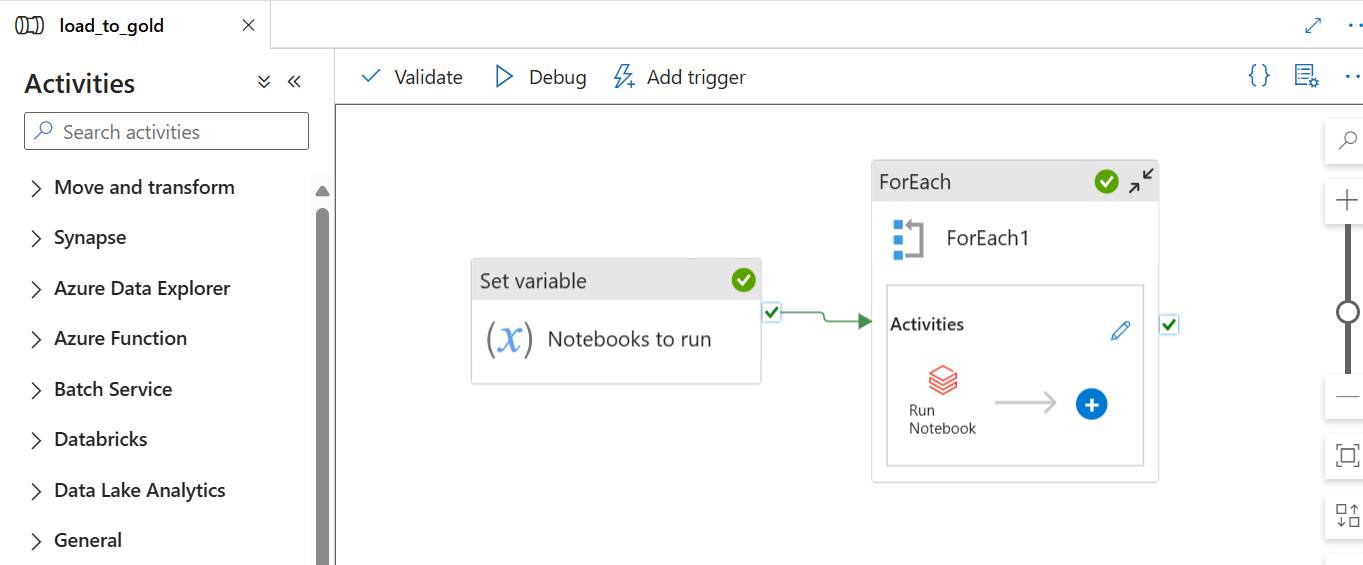 load_to_gold
Activities
Search activities
Move and transform
Synapse
Azure Data Explorer
Azure Function
Batch Service
Databricks
Data Lake Analytics
General
Validate
Debug
Add trigger
Set variable
(x)
Notebooks to run
ForEach
ForEach1
Activities
Run
Notebook